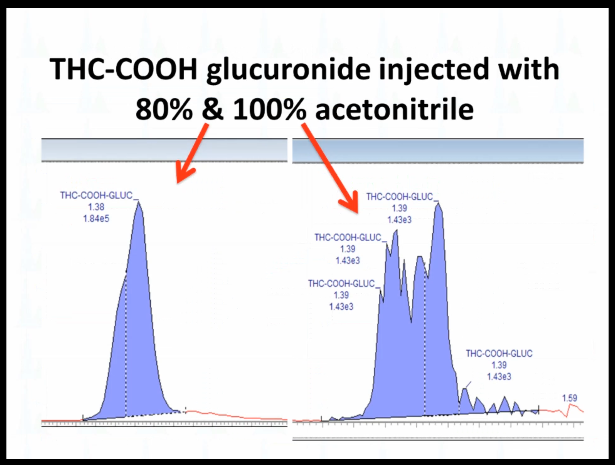 THC-COOH glucuronide injected with
80% & 100% acetonitrile
THC-COOH-GLUC
1.38
1.84e5
THC-COOH-GLUC
1.39
1.43e3
THC-COOH-GLUC
1.39
1.43e3
THC-COOH-GLUC
1.39
1.43e3
THC-COOH-GLUC
1.39
1.43e3
1.59